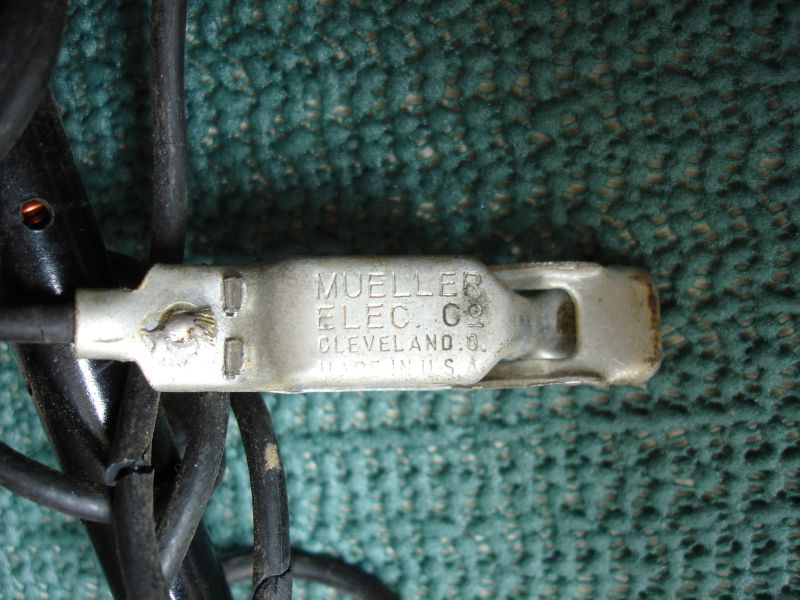 MUELLER
ELEC. Co.
CLEVELAND.O.
MADE IN U.S.A.